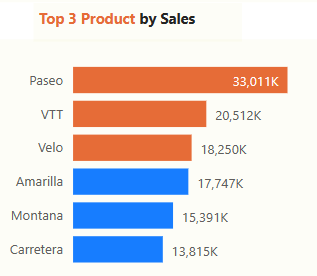 Top 3 Product by Sales
Paseo 33,011K
VTT 20,512K
Velo 18,250K
Amarilla 17,747K
Montana 15,391K
Carretera 13,815K